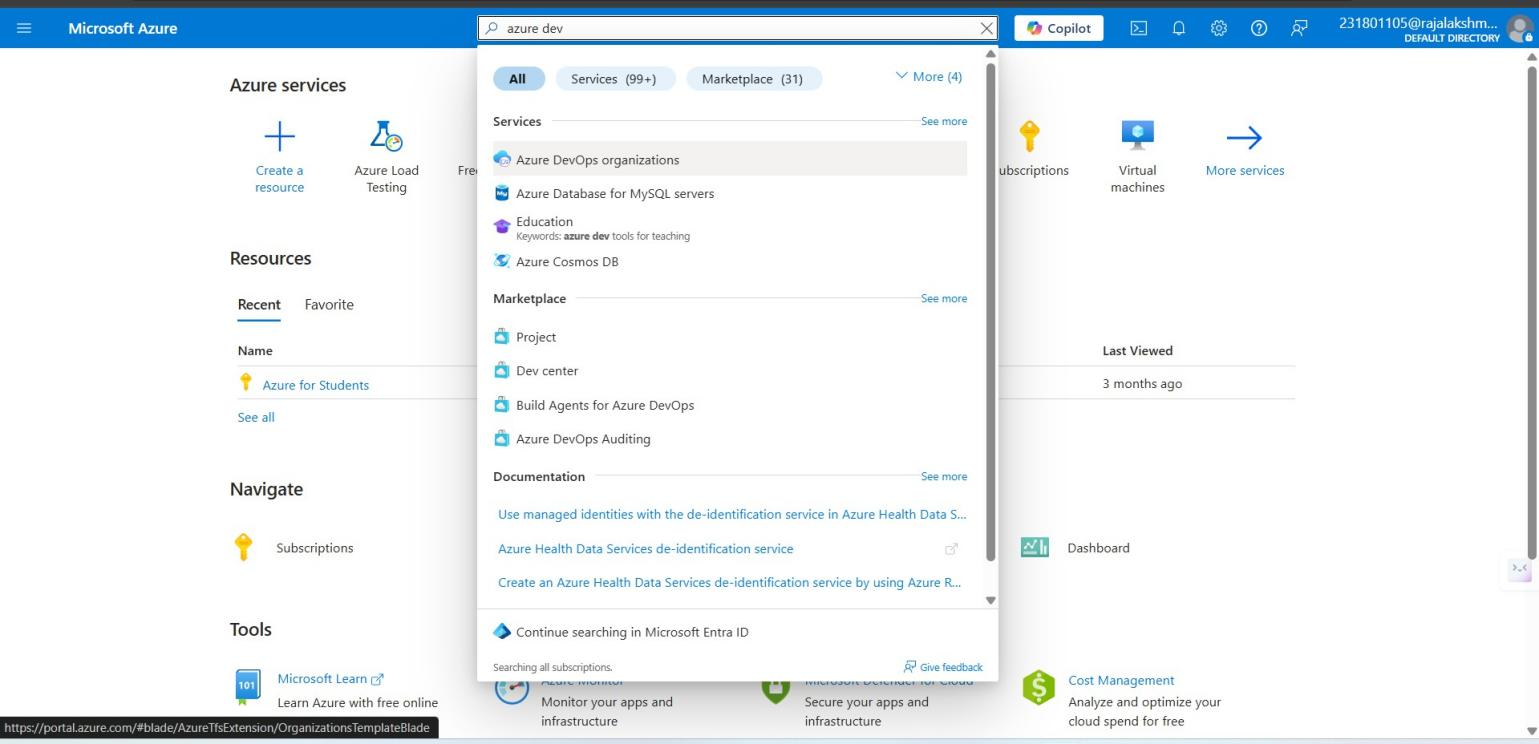 Microsoft Azure
azure dev
Copilot
231801105@rajalakshm...
DEFAULT DIRECTORY
Azure services
Create a
resource
Azure Load
Testing
Virtual
machines
More services
Resources
Recent
Favorite
Name
Last Viewed
Azure for Students
3 months ago
See all
Navigate
Subscriptions
Dashboard
Tools
101
Microsoft Learn
Learn Azure with free online
Monitor your apps and
infrastructure
Microsoft Defender for Cloud
Secure your apps and
infrastructure
Cost Management
Analyze and optimize your
cloud spend for free
All
Services (99+)
Marketplace (31)
More (4)
Services
See more
Azure DevOps organizations
Azure Database for MySQL servers
Education
Keywords: azure dev tools for teaching
Azure Cosmos DB
Marketplace
See more
Project
Dev center
Build Agents for Azure DevOps
Azure DevOps Auditing
Documentation
See more
Use managed identities with the de-identification service in Azure Health Data S...
Azure Health Data Services de-identification service
Create an Azure Health Data Services de-identification service by using Azure R...
Continue searching in Microsoft Entra ID
Searching all subscriptions.
Give feedback
https://portal.azure.com/#blade/AzureTfsExtension/OrganizationsTemplateBlade